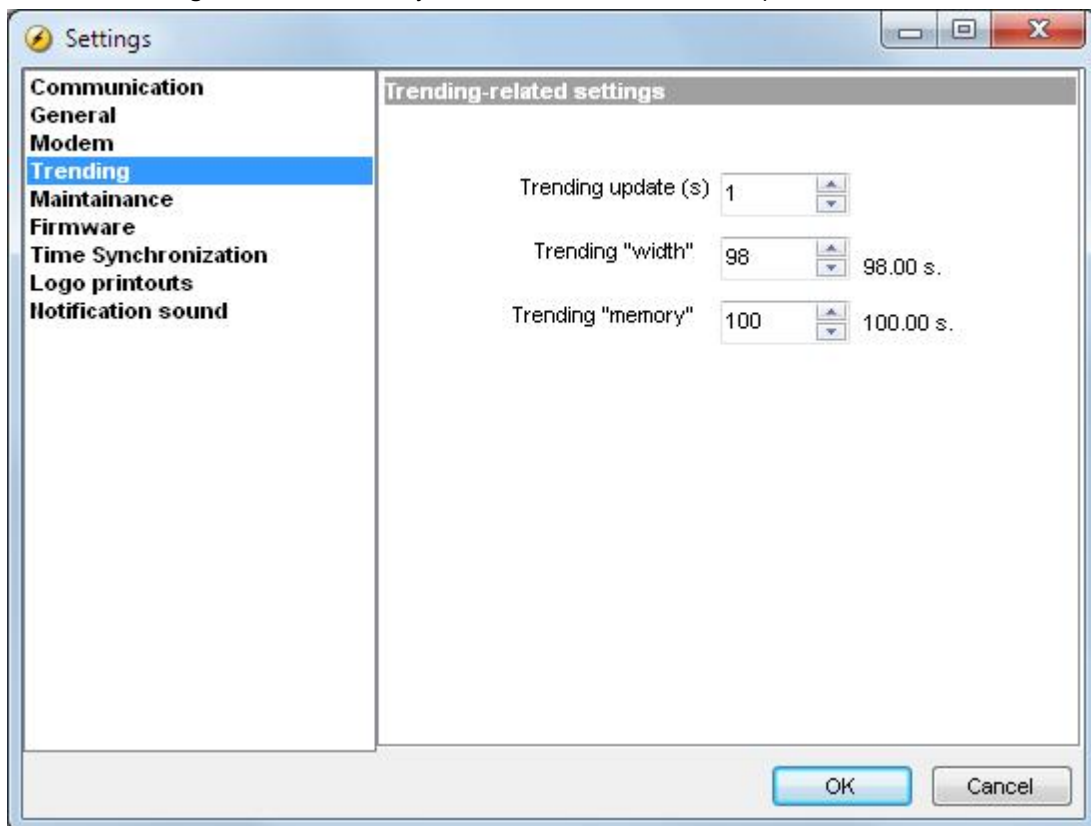 Settings
Communication
General
Modem
Trending
Maintainance
Firmware
Time Synchronization
Logo printouts
Notification sound
Trending-related settings
Trending update (s) 1
Trending "width" 98 98.00 s.
Trending "memory" 100 100.00 s.
OK Cancel